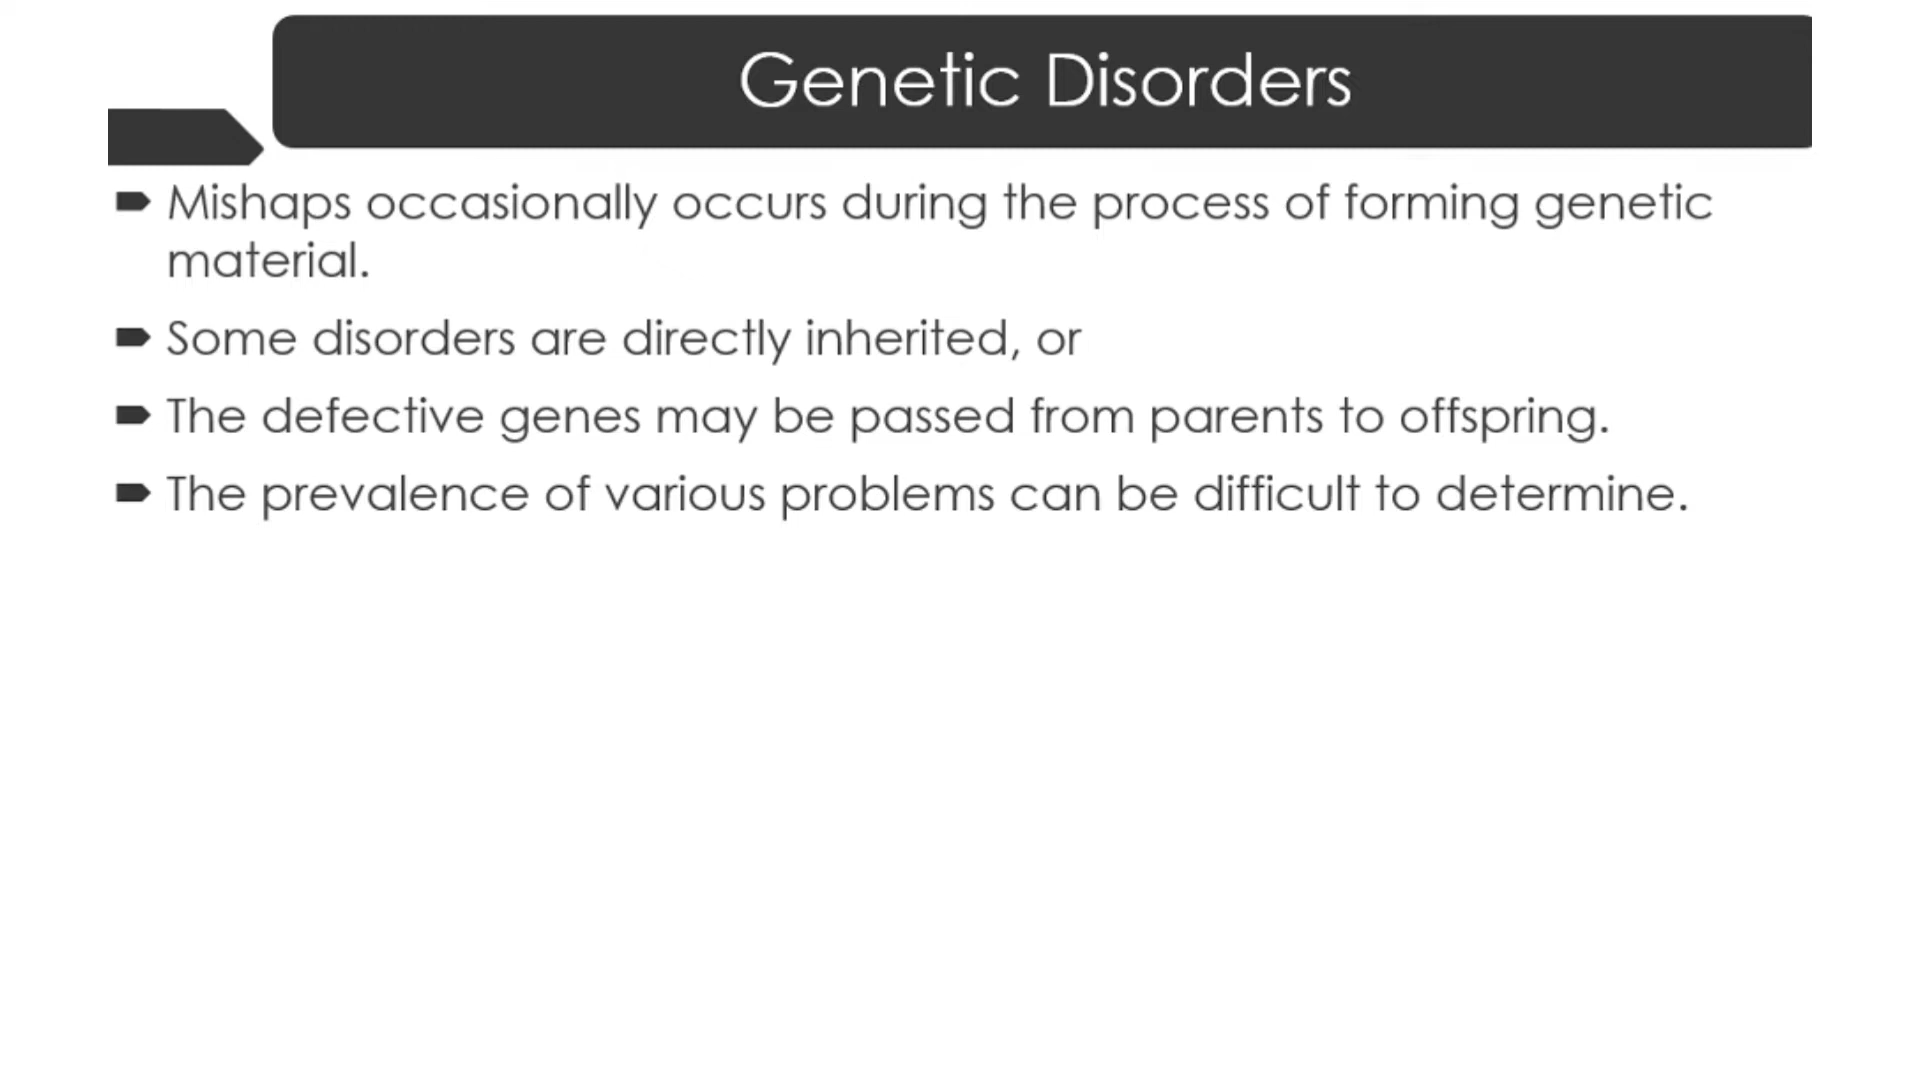 Genetic Disorders
Mishaps occasionally occurs during the process of forming genetic
material.
Some disorders are directly inherited, or
The defective genes may be passed from parents to offspring.
The prevalence of various problems can be difficult to determine.